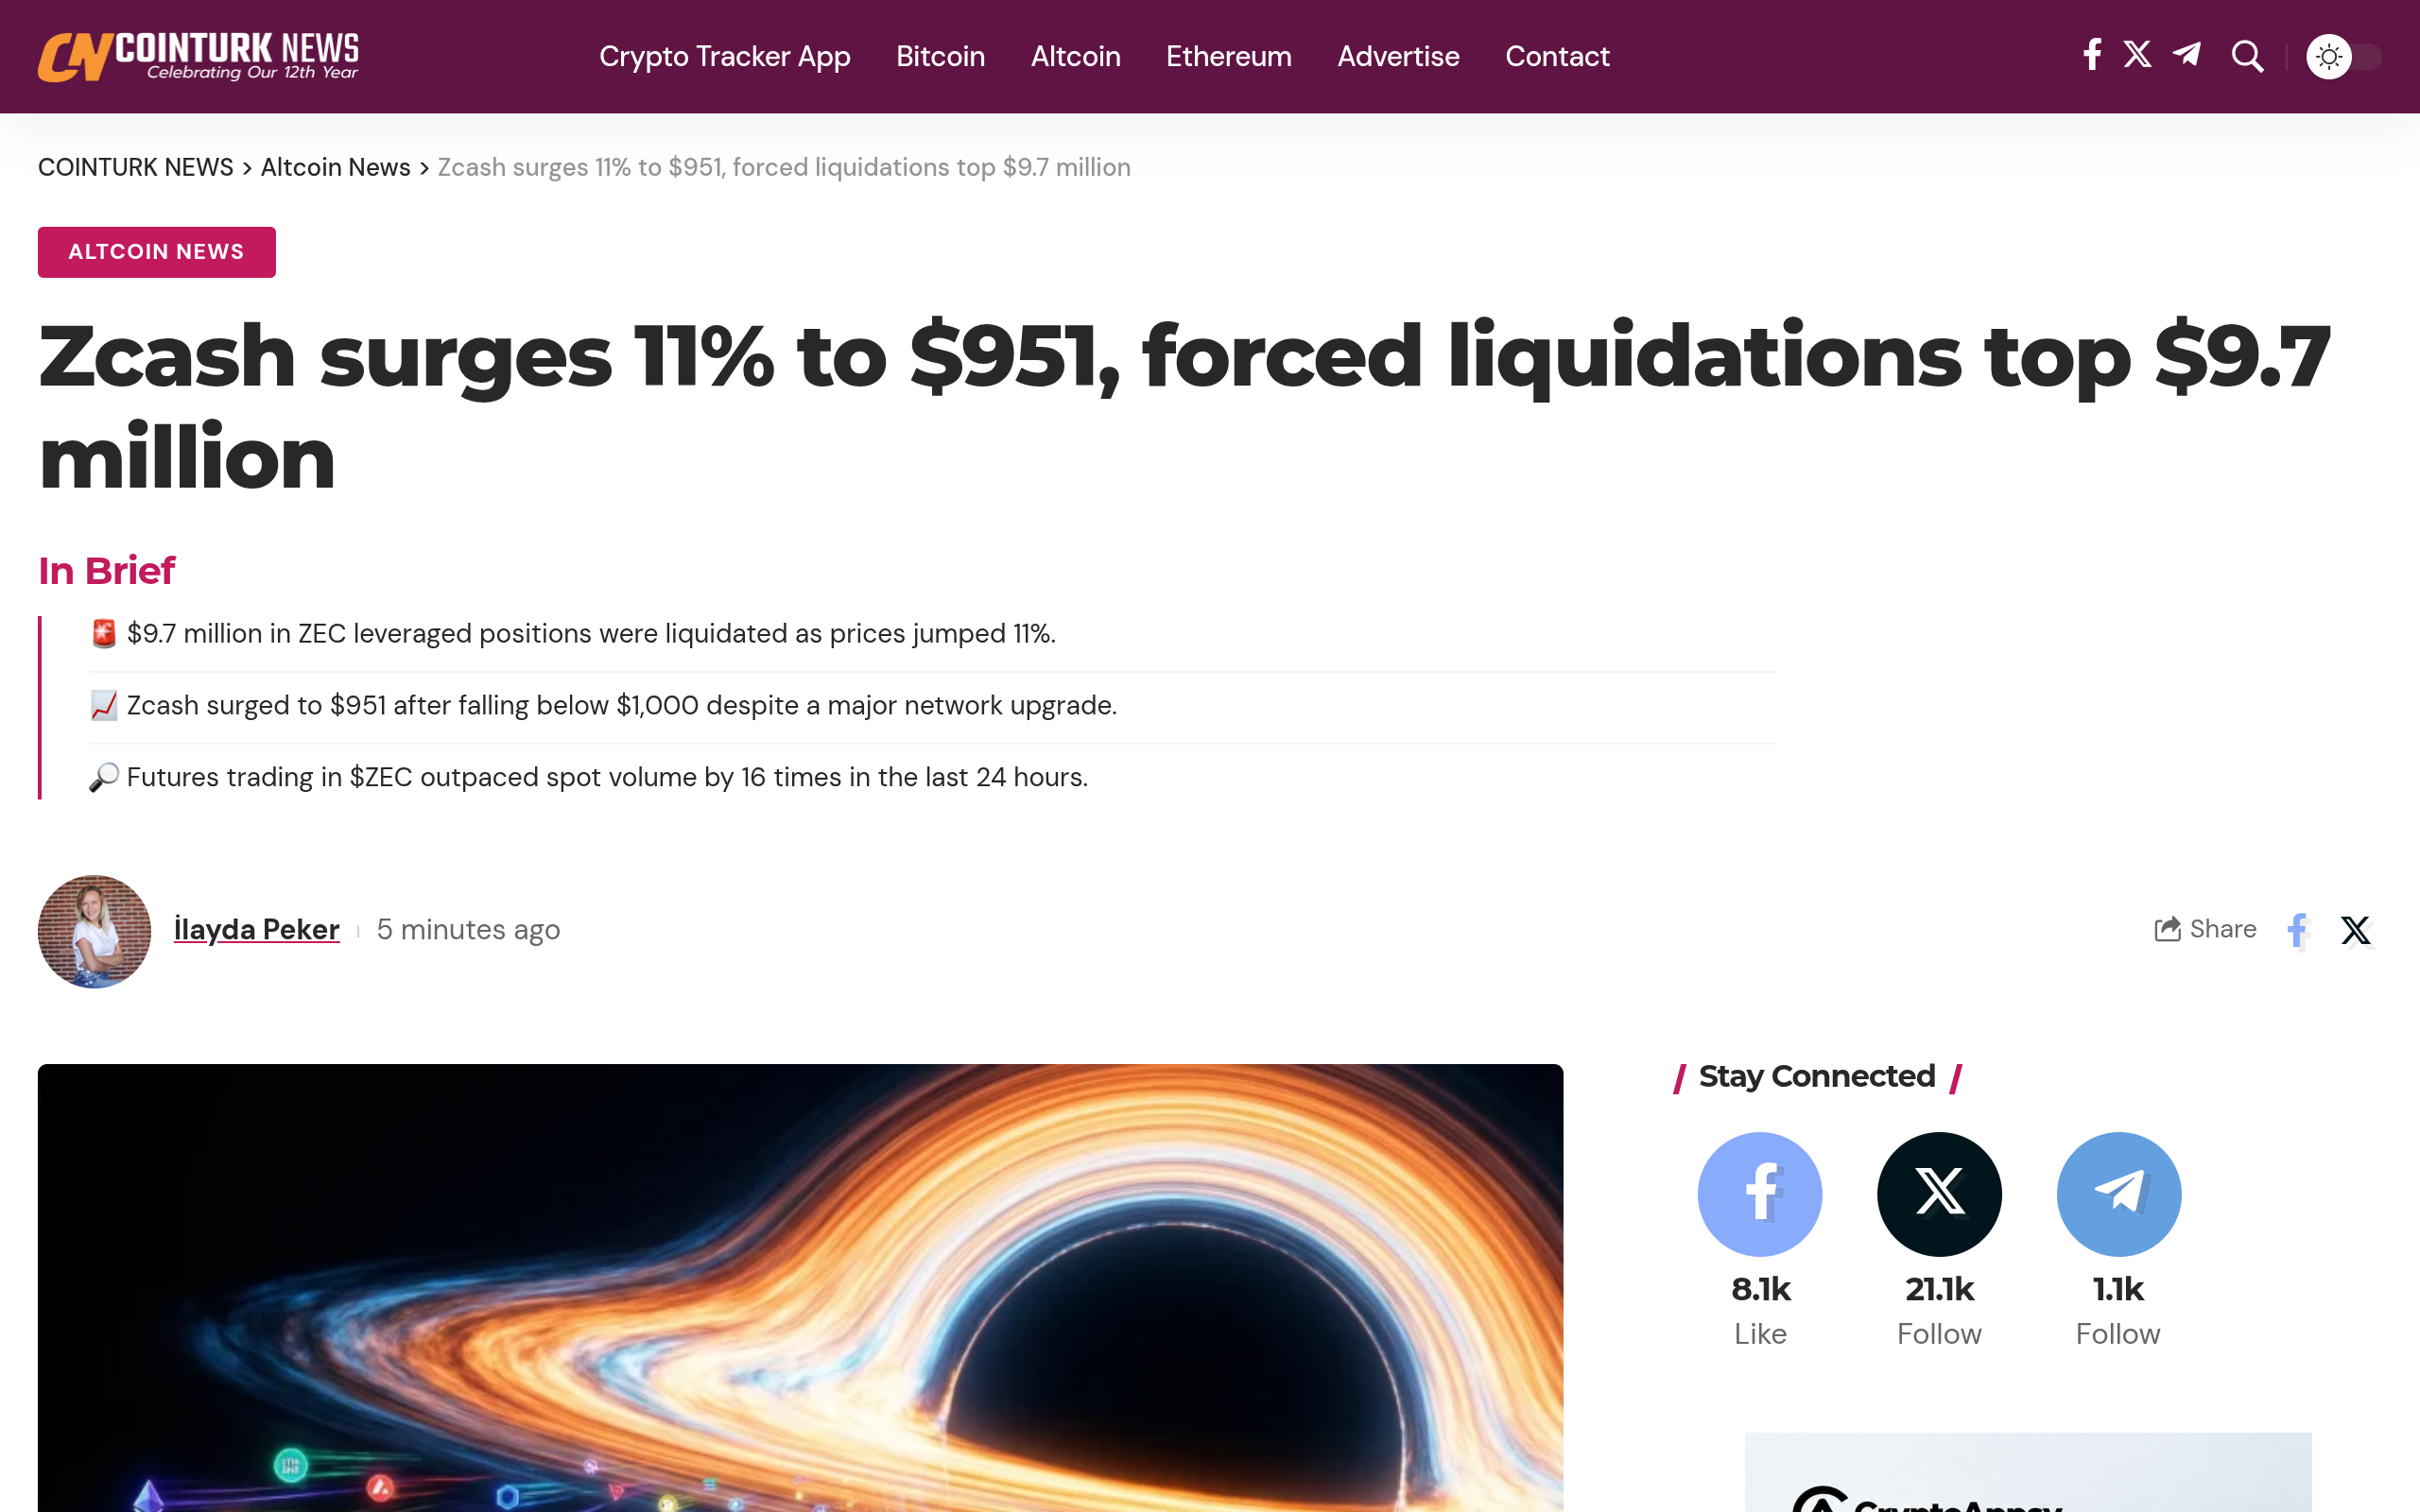 CN COINTURK NEWS
Celebrating Our 12th Year
Crypto Tracker App Bitcoin Altcoin Ethereum Advertise Contact
COINTURK NEWS > Altcoin News > Zcash surges 11% to $951, forced liquidations top $9.7 million
ALTCOIN NEWS
Zcash surges 11% to $951, forced liquidations top $9.7
million
In Brief
$9.7 million in ZEC leveraged positions were liquidated as prices jumped 11%.
Zcash surged to $951 after falling below $1,000 despite a major network upgrade.
Futures trading in $ZEC outpaced spot volume by 16 times in the last 24 hours.
İlayda Peker 5 minutes ago Share
Stay Connected
8.1k 21.1k 1.1k
Like Follow Follow